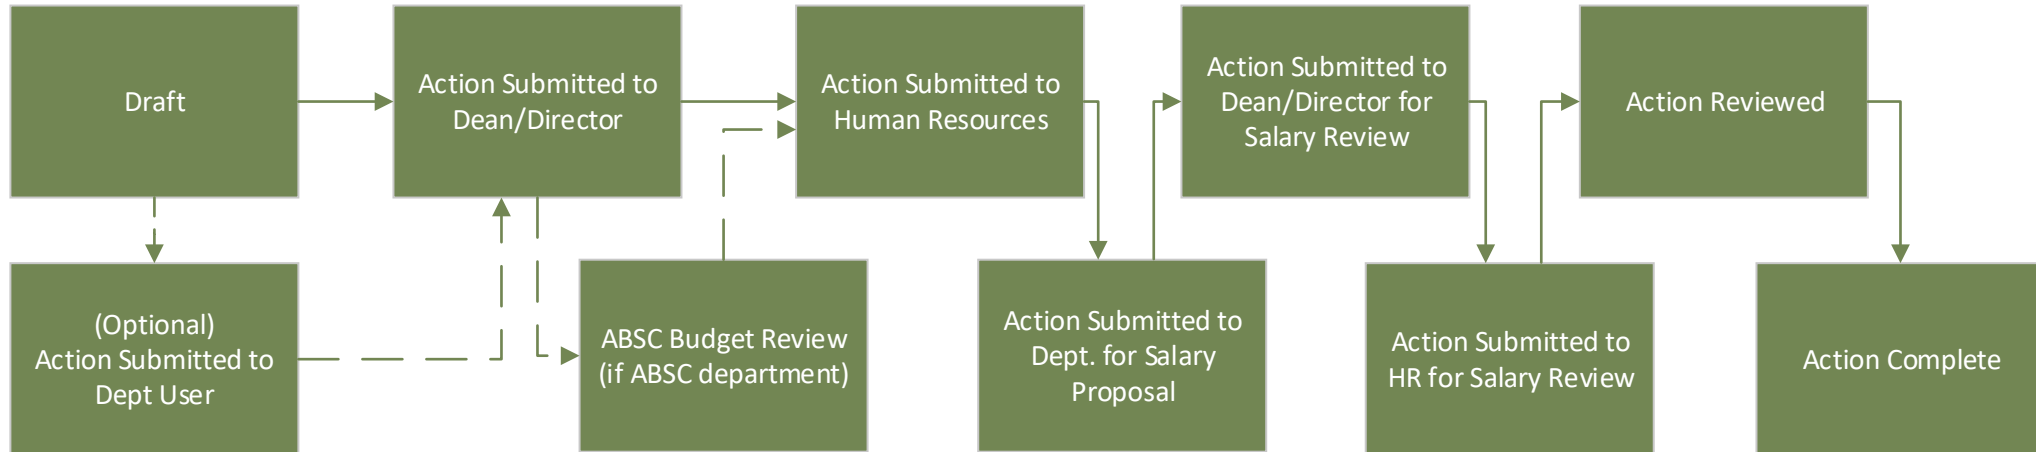 Draft
Action Submitted to
Dean/Director
Action Submitted to
Human Resources
Action Submitted to
Dean/Director for
Salary Review
Action Reviewed
(Optional)
Action Submitted to
Dept User
ABSC Budget Review
(if ABSC department)
Action Submitted to
Dept. for Salary
Proposal
Action Submitted to
HR for Salary Review
Action Complete